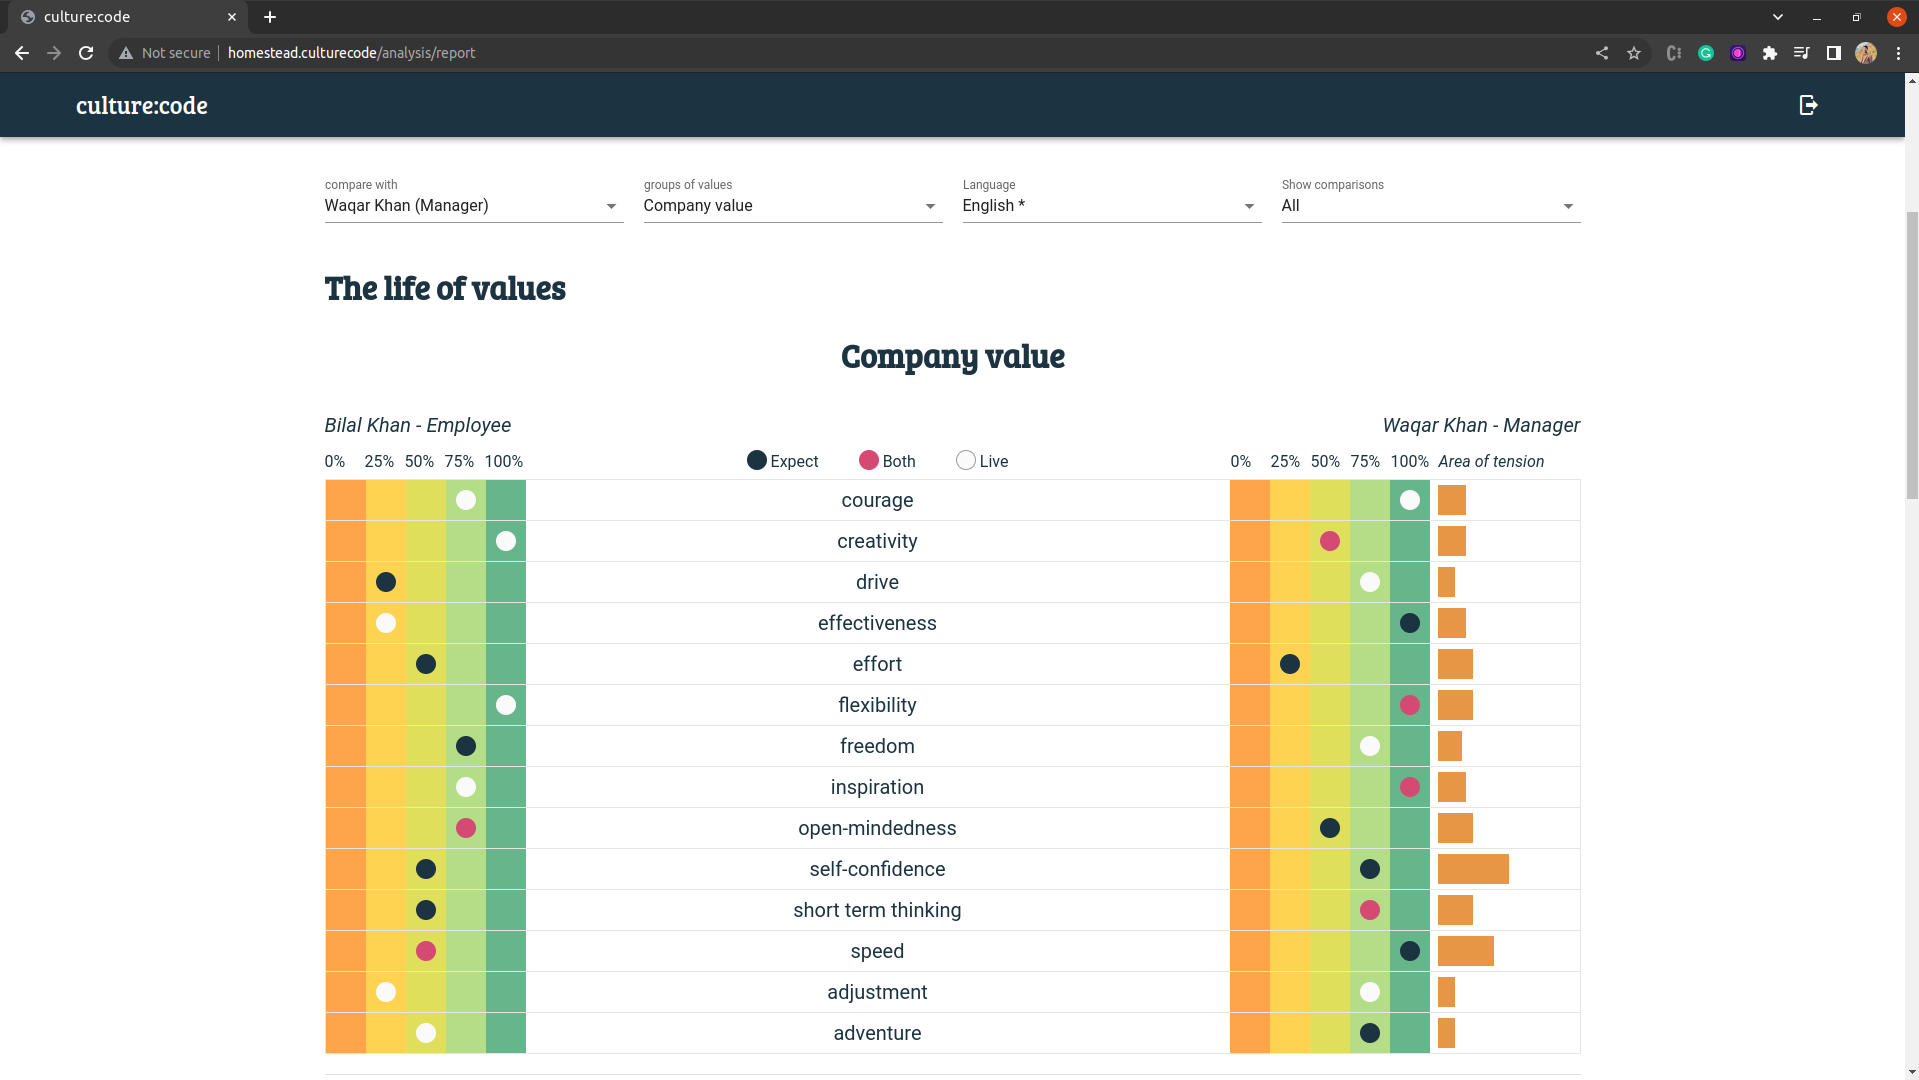 culture:code
Not secure homestead.culturecode/analysis/report
culture:code
compare with groups of values Language Show comparisons
Waqar Khan (Manager) Company value English * All
The life of values
Company value
Bilal Khan - Employee Waqar Khan - Manager
0% 25% 50% 75% 100% Expect Both Live 0% 25% 50% 75% 100% Area of tension
courage
creativity
drive
effectiveness
effort
flexibility
freedom
inspiration
open-mindedness
self-confidence
short term thinking
speed
adjustment
adventure